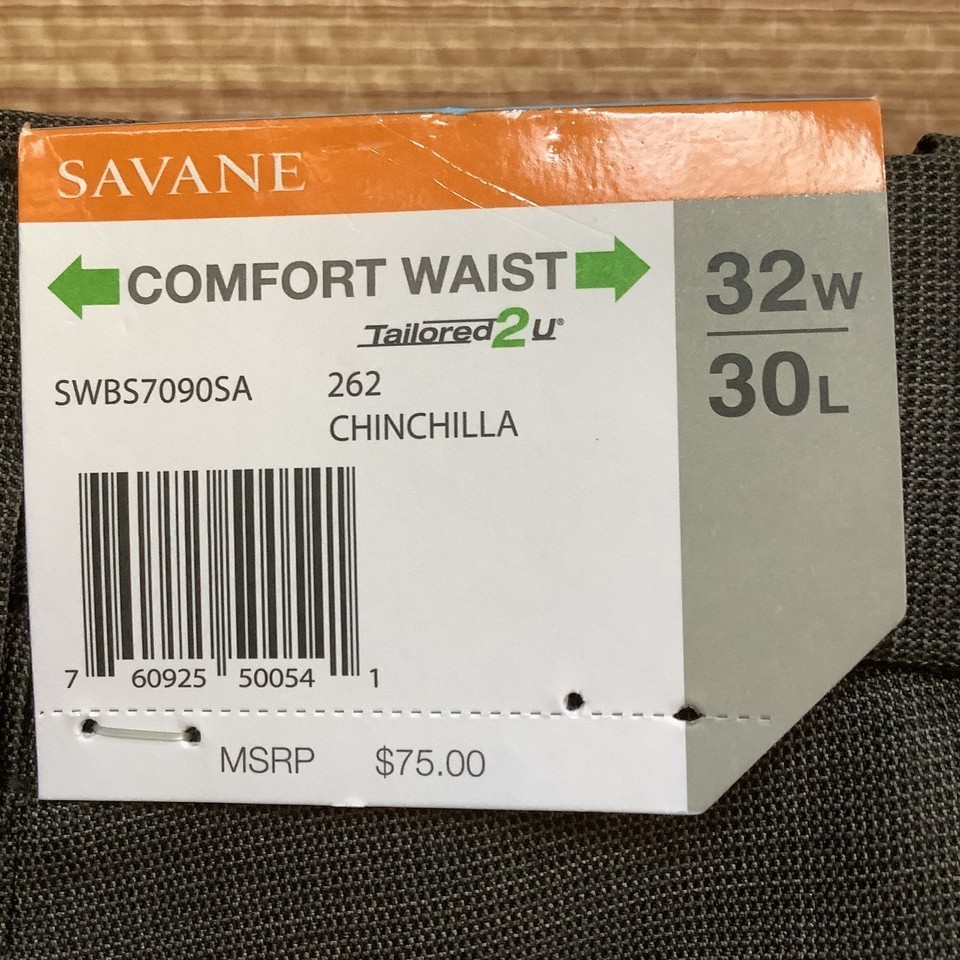 SAVANE
COMFORT WAIST
Tailored2U®
32W
30L
SWBS7090SA 262
CHINCHILLA
7 60925 50054 1
MSRP $75.00